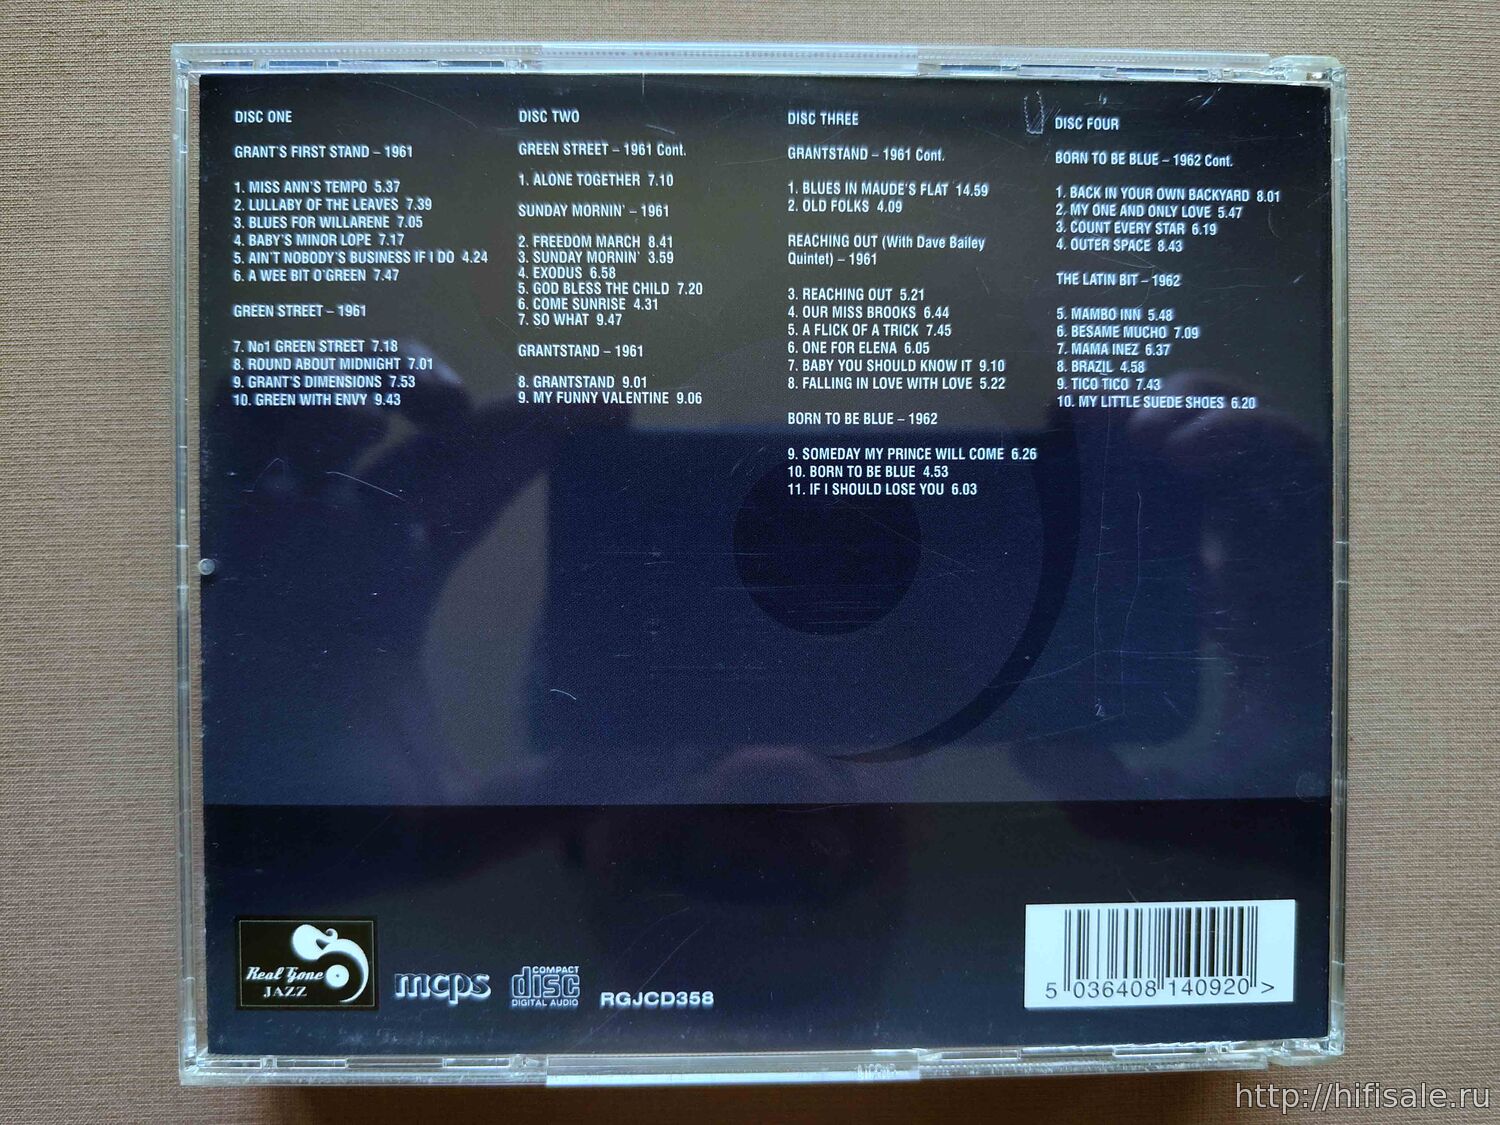 DISC ONE
GRANT'S FIRST STAND – 1961
1. MISS ANN'S TEMPO 5.37
2. LULLABY OF THE LEAVES 7.39
3. BLUES FOR WILLARENE 7.05
4. BABY'S MINOR LOPE 7.17
5. AIN'T NOBODY'S BUSINESS IF I DO 4.24
6. A WEE BIT O'GREEN 7.47
GREEN STREET – 1961
7. No1 GREEN STREET 7.18
8. ROUND ABOUT MIDNIGHT 7.01
9. GRANT'S DIMENSIONS 7.53
10. GREEN WITH ENVY 9.43
DISC TWO
GREEN STREET – 1961 Cont.
1. ALONE TOGETHER 7.10
SUNDAY MORNIN' – 1961
2. FREEDOM MARCH 8.41
3. SUNDAY MORNIN' 3.59
4. EXODUS 6.58
5. GOD BLESS THE CHILD 7.20
6. COME SUNRISE 4.31
7. SO WHAT 9.47
GRANTSTAND – 1961
8. GRANTSTAND 9.01
9. MY FUNNY VALENTINE 9.06
DISC THREE
GRANTSTAND – 1961 Cont.
1. BLUES IN MAUDE'S FLAT 14.59
2. OLD FOLKS 4.09
REACHING OUT (With Dave Bailey
Quintet) – 1961
3. REACHING OUT 5.21
4. OUR MISS BROOKS 6.44
5. A FLICK OF A TRICK 7.45
6. ONE FOR ELENA 6.05
7. BABY YOU SHOULD KNOW IT 9.10
8. FALLING IN LOVE WITH LOVE 5.22
BORN TO BE BLUE – 1962
9. SOMEDAY MY PRINCE WILL COME 6.26
10. BORN TO BE BLUE 4.53
11. IF I SHOULD LOSE YOU 6.03
DISC FOUR
BORN TO BE BLUE – 1962 Cont.
1. BACK IN YOUR OWN BACKYARD 8.01
2. MY ONE AND ONLY LOVE 5.47
3. COUNT EVERY STAR 6.19
4. OUTER SPACE 8.43
THE LATIN BIT – 1962
5. MAMBO INN 5.48
6. BESAME MUCHO 7.09
7. MAMA INEZ 6.37
8. BRAZIL 4.58
9. TICO TICO 7.43
10. MY LITTLE SUEDE SHOES 6.20
Real Gone
JAZZ
mcps
COMPACT
disc
DIGITAL AUDIO
RGJCD358
5 036408 140920 >
http://hifisale.ru